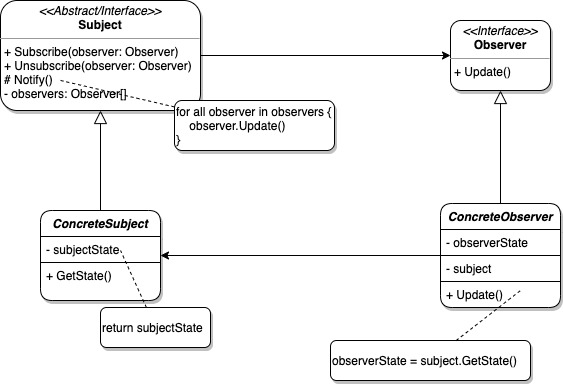 <<Abstract/Interface>>
Subject
+ Subscribe(observer: Observer)
+ Unsubscribe(observer: Observer)
# Notify()
- observers: Observer[]
for all observer in observers {
observer.Update()
}
<<Interface>>
Observer
+ Update()
ConcreteSubject
- subjectState
+ GetState()
return subjectState
ConcreteObserver
- observerState
- subject
+ Update()
observerState = subject.GetState()